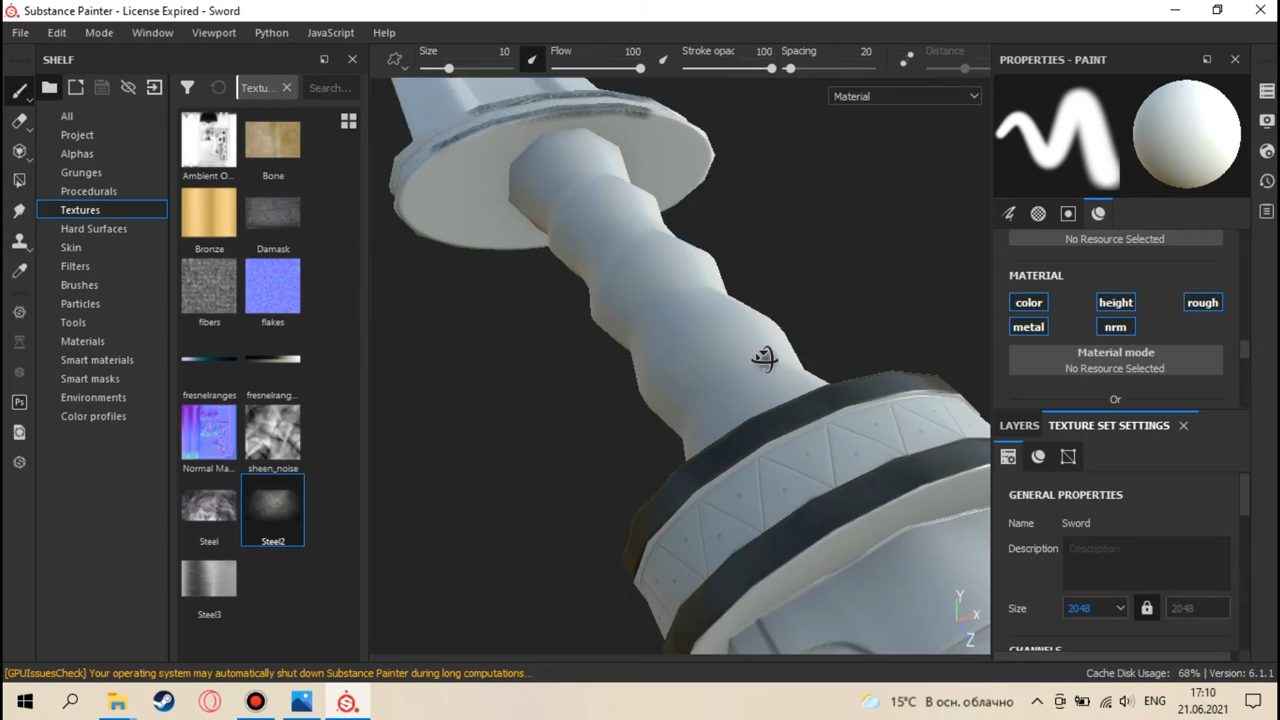 Substance Painter - License Expired - Sword
File Edit Mode Window Viewport Python JavaScript Help
SHELF
Size 10 Flow 100 Stroke opac 100 Spacing 20 Distance
PROPERTIES - PAINT
Textu...
Search...
Material
All
Project
Alphas
Grunges
Procedurals
Textures
Hard Surfaces
Skin
Filters
Brushes
Particles
Tools
Materials
Smart materials
Smart masks
Environments
Color profiles
Ambient O...
Bone
Bronze
Damask
fibers
flakes
fresnelranges
fresnelrang...
Normal Ma...
sheen_noise
Steel
Steel2
Steel3
No Resource Selected
MATERIAL
color height rough
metal nrm
Material mode
No Resource Selected
Or
LAYERS TEXTURE SET SETTINGS
GENERAL PROPERTIES
Name Sword
Description Description
Size 2048 2048
CHANNELS
Y
X
Z
Ps
[GPUIssuesCheck] Your operating system may automatically shut down Substance Painter during long computations...
Cache Disk Usage: 68% | Version: 6.1.1
15°C В осн. облачно
ENG
17:10
21.06.2021